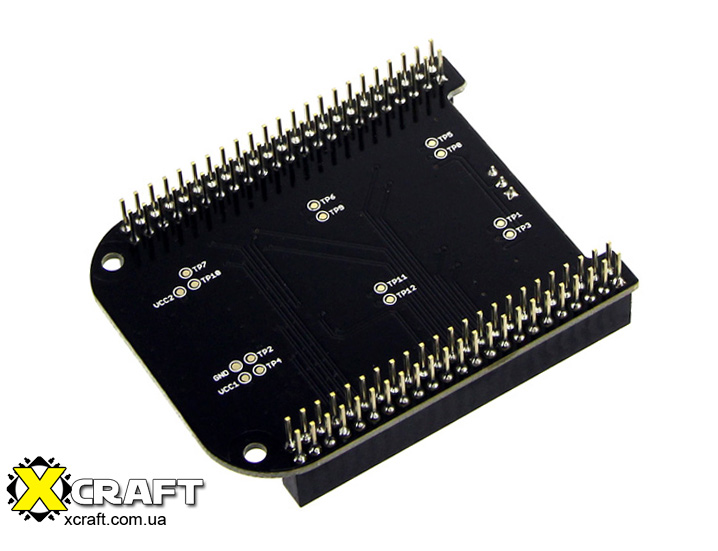 TP5
TP8
TP6
TP9
TP1
TP3
TP7
TP10
VCC2
TP11
TP12
TP2
GND
TP4
VCC1
XCRAFT
xcraft.com.ua